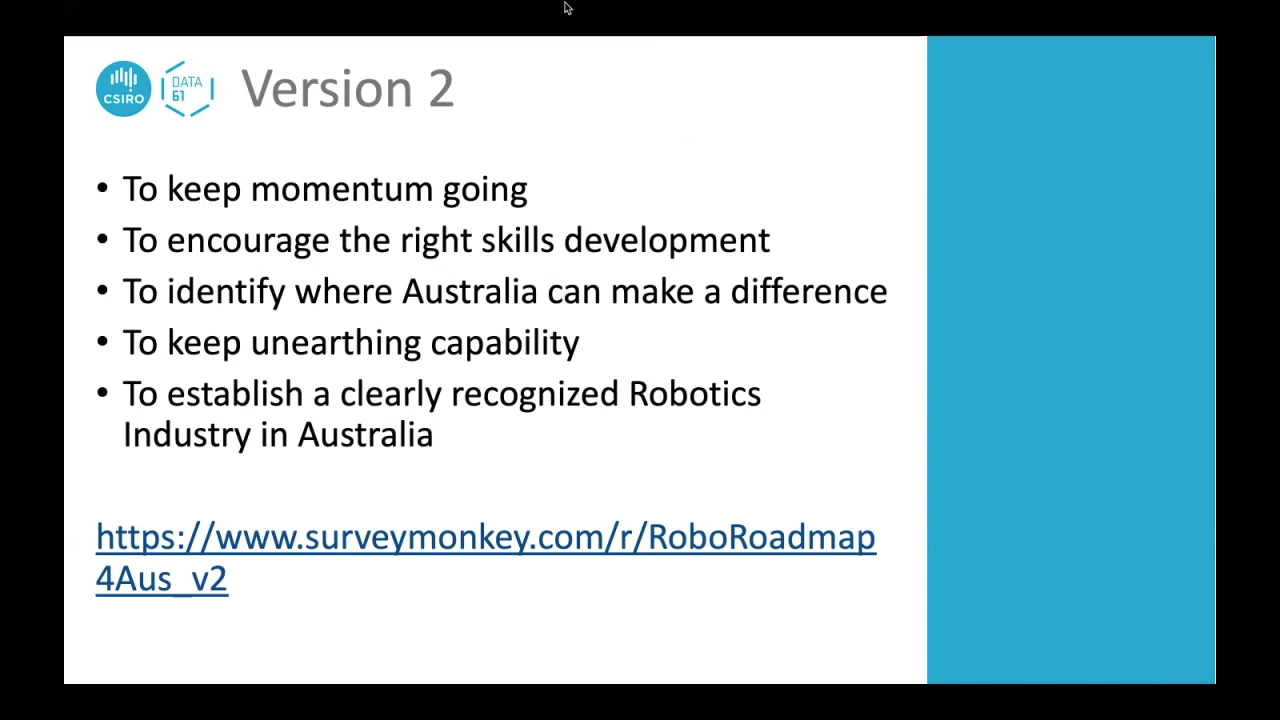 CSIRO
DATA
61
Version 2
• To keep momentum going
• To encourage the right skills development
• To identify where Australia can make a difference
• To keep unearthing capability
• To establish a clearly recognized Robotics
Industry in Australia
https://www.surveymonkey.com/r/RoboRoadmap
4Aus_v2